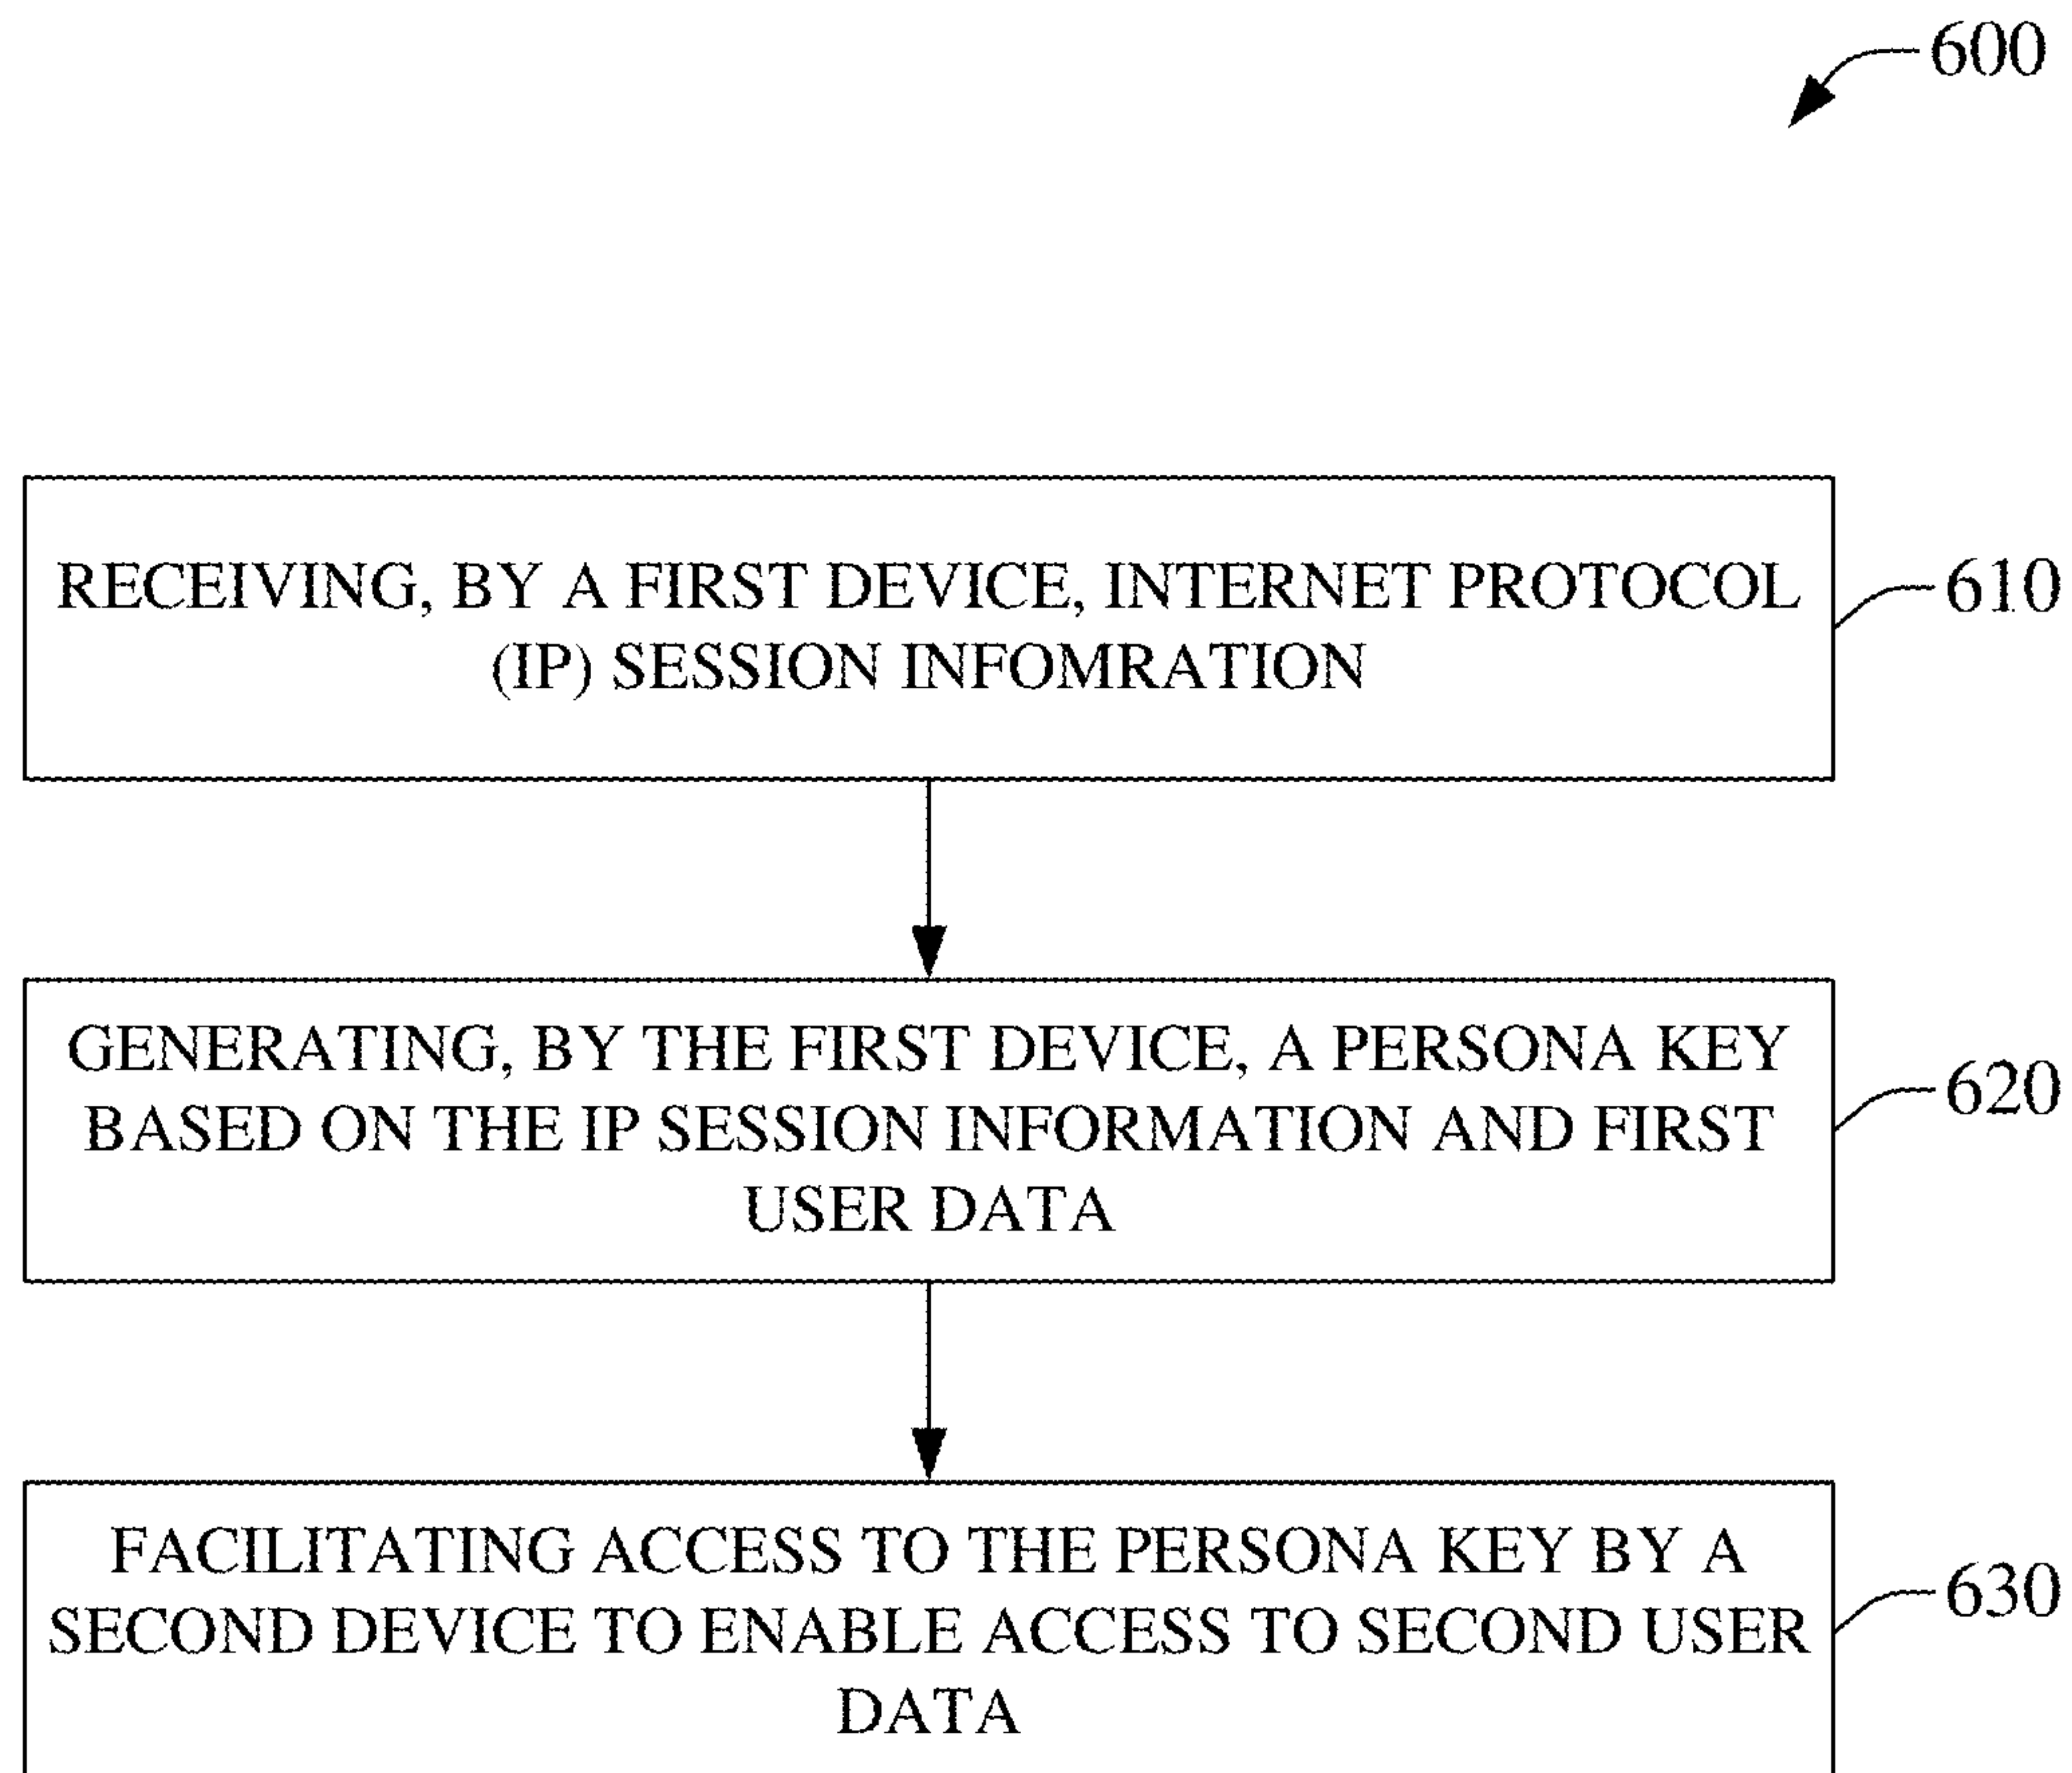 600
RECEIVING, BY A FIRST DEVICE, INTERNET PROTOCOL
(IP) SESSION INFOMRATION
610
GENERATING, BY THE FIRST DEVICE, A PERSONA KEY
BASED ON THE IP SESSION INFORMATION AND FIRST
USER DATA
620
FACILITATING ACCESS TO THE PERSONA KEY BY A
SECOND DEVICE TO ENABLE ACCESS TO SECOND USER
DATA
630